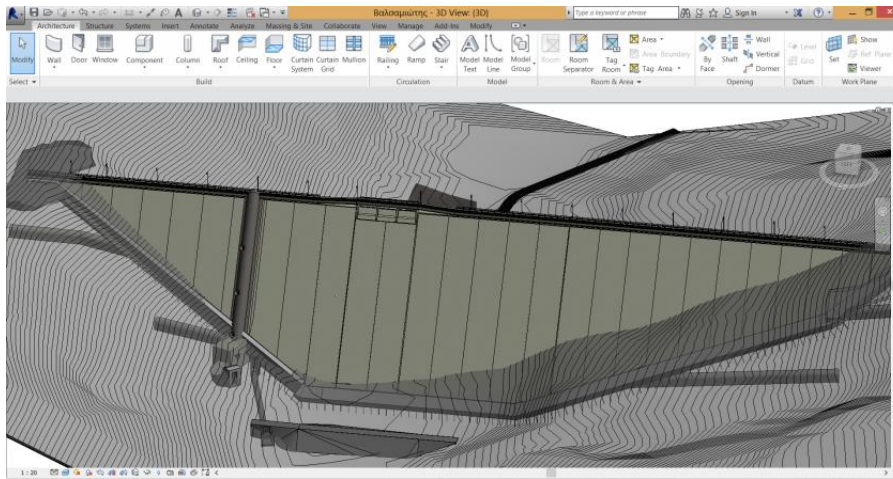 Βαλσαμιώτης - 3D View: {3D}
Type a keyword or phrase
Sign In
Architecture Structure Systems Insert Annotate Analyze Massing & Site Collaborate View Manage Add-Ins Modify
Modify Wall Door Window Component Column Roof Ceiling Floor Curtain System Curtain Grid Mullion Railing Ramp Stair Model Text Model Line Model Group Room Room Separator Tag Room
Area
Area Boundary
Tag Area
By Face Shaft
Wall
Vertical
Dormer
Level
Grid
Set
Show
Ref Plane
Viewer
Select Build Circulation Model Room & Area Opening Datum Work Plane
1 : 20